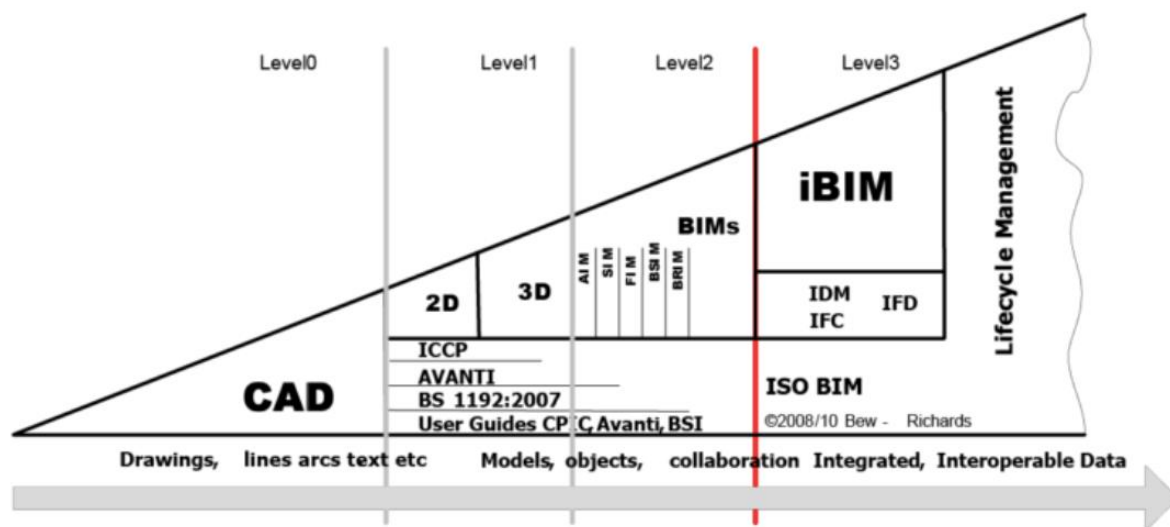 Level0
Level1
Level2
Level3
Lifecycle Management
iBIM
BIMs
AIM
SIM
FIM
BSIM
BRIM
2D
3D
IDM
IFD
IFC
ICCP
AVANTI
CAD
ISO BIM
BS 1192:2007
User Guides CPIC, Avanti, BSI
©2008/10 Bew - Richards
Drawings, lines arcs text etc Models, objects, collaboration Integrated, Interoperable Data